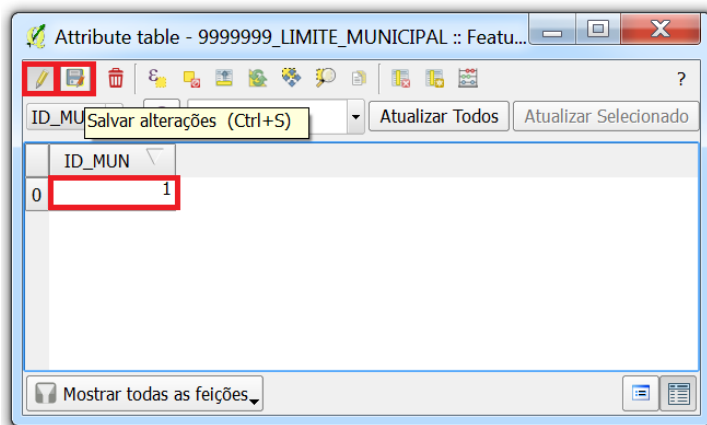 Attribute table - 9999999_LIMITE_MUNICIPAL :: Featu...
?
ID_MU
Salvar alterações (Ctrl+S)
Atualizar Todos
Atualizar Selecionado
ID_MUN
0
1
Mostrar todas as feições